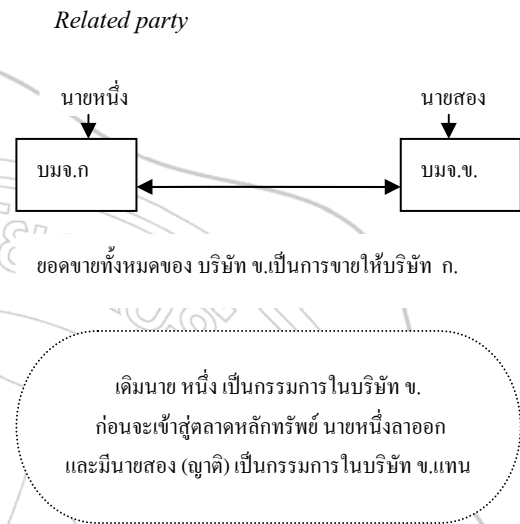 Related party
นายหนึ่ง นายสอง
บมจ.ก บมจ.ข.
ยอดขายทั้งหมดของ บริษัท ข.เป็นการขายให้บริษัท ก.
เดิมนาย หนึ่ง เป็นกรรมการในบริษัท ข.
ก่อนจะเข้าสู่ตลาดหลักทรัพย์ นายหนึ่งลาออก
และมีนายสอง (ญาติ) เป็นกรรมการในบริษัท ข.แทน